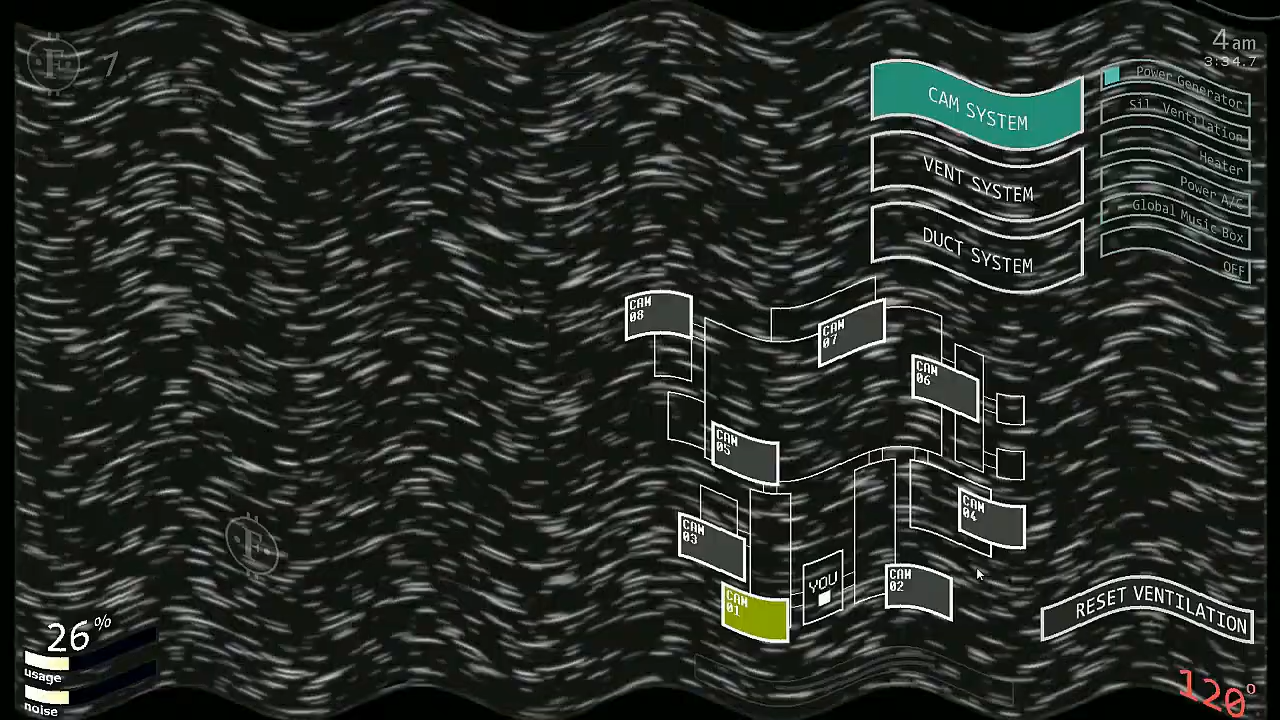 F 7
4am
3:34.7
CAM SYSTEM
VENT SYSTEM
DUCT SYSTEM
Power Generator
Sil. Ventilation
Heater
Power A/C
Global Music Box
OFF
CAM
08
CAM
07
CAM
06
CAM
05
CAM
04
CAM
03
YOU
CAM
02
CAM
01
F
RESET VENTILATION
26%
usage
noise
120°